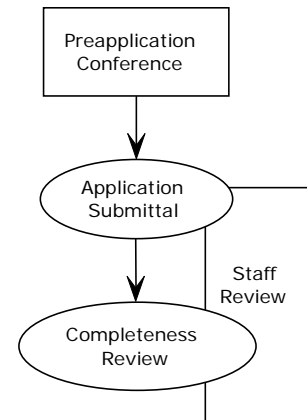 Preapplication
Conference
Application
Submittal
Staff
Review
Completeness
Review